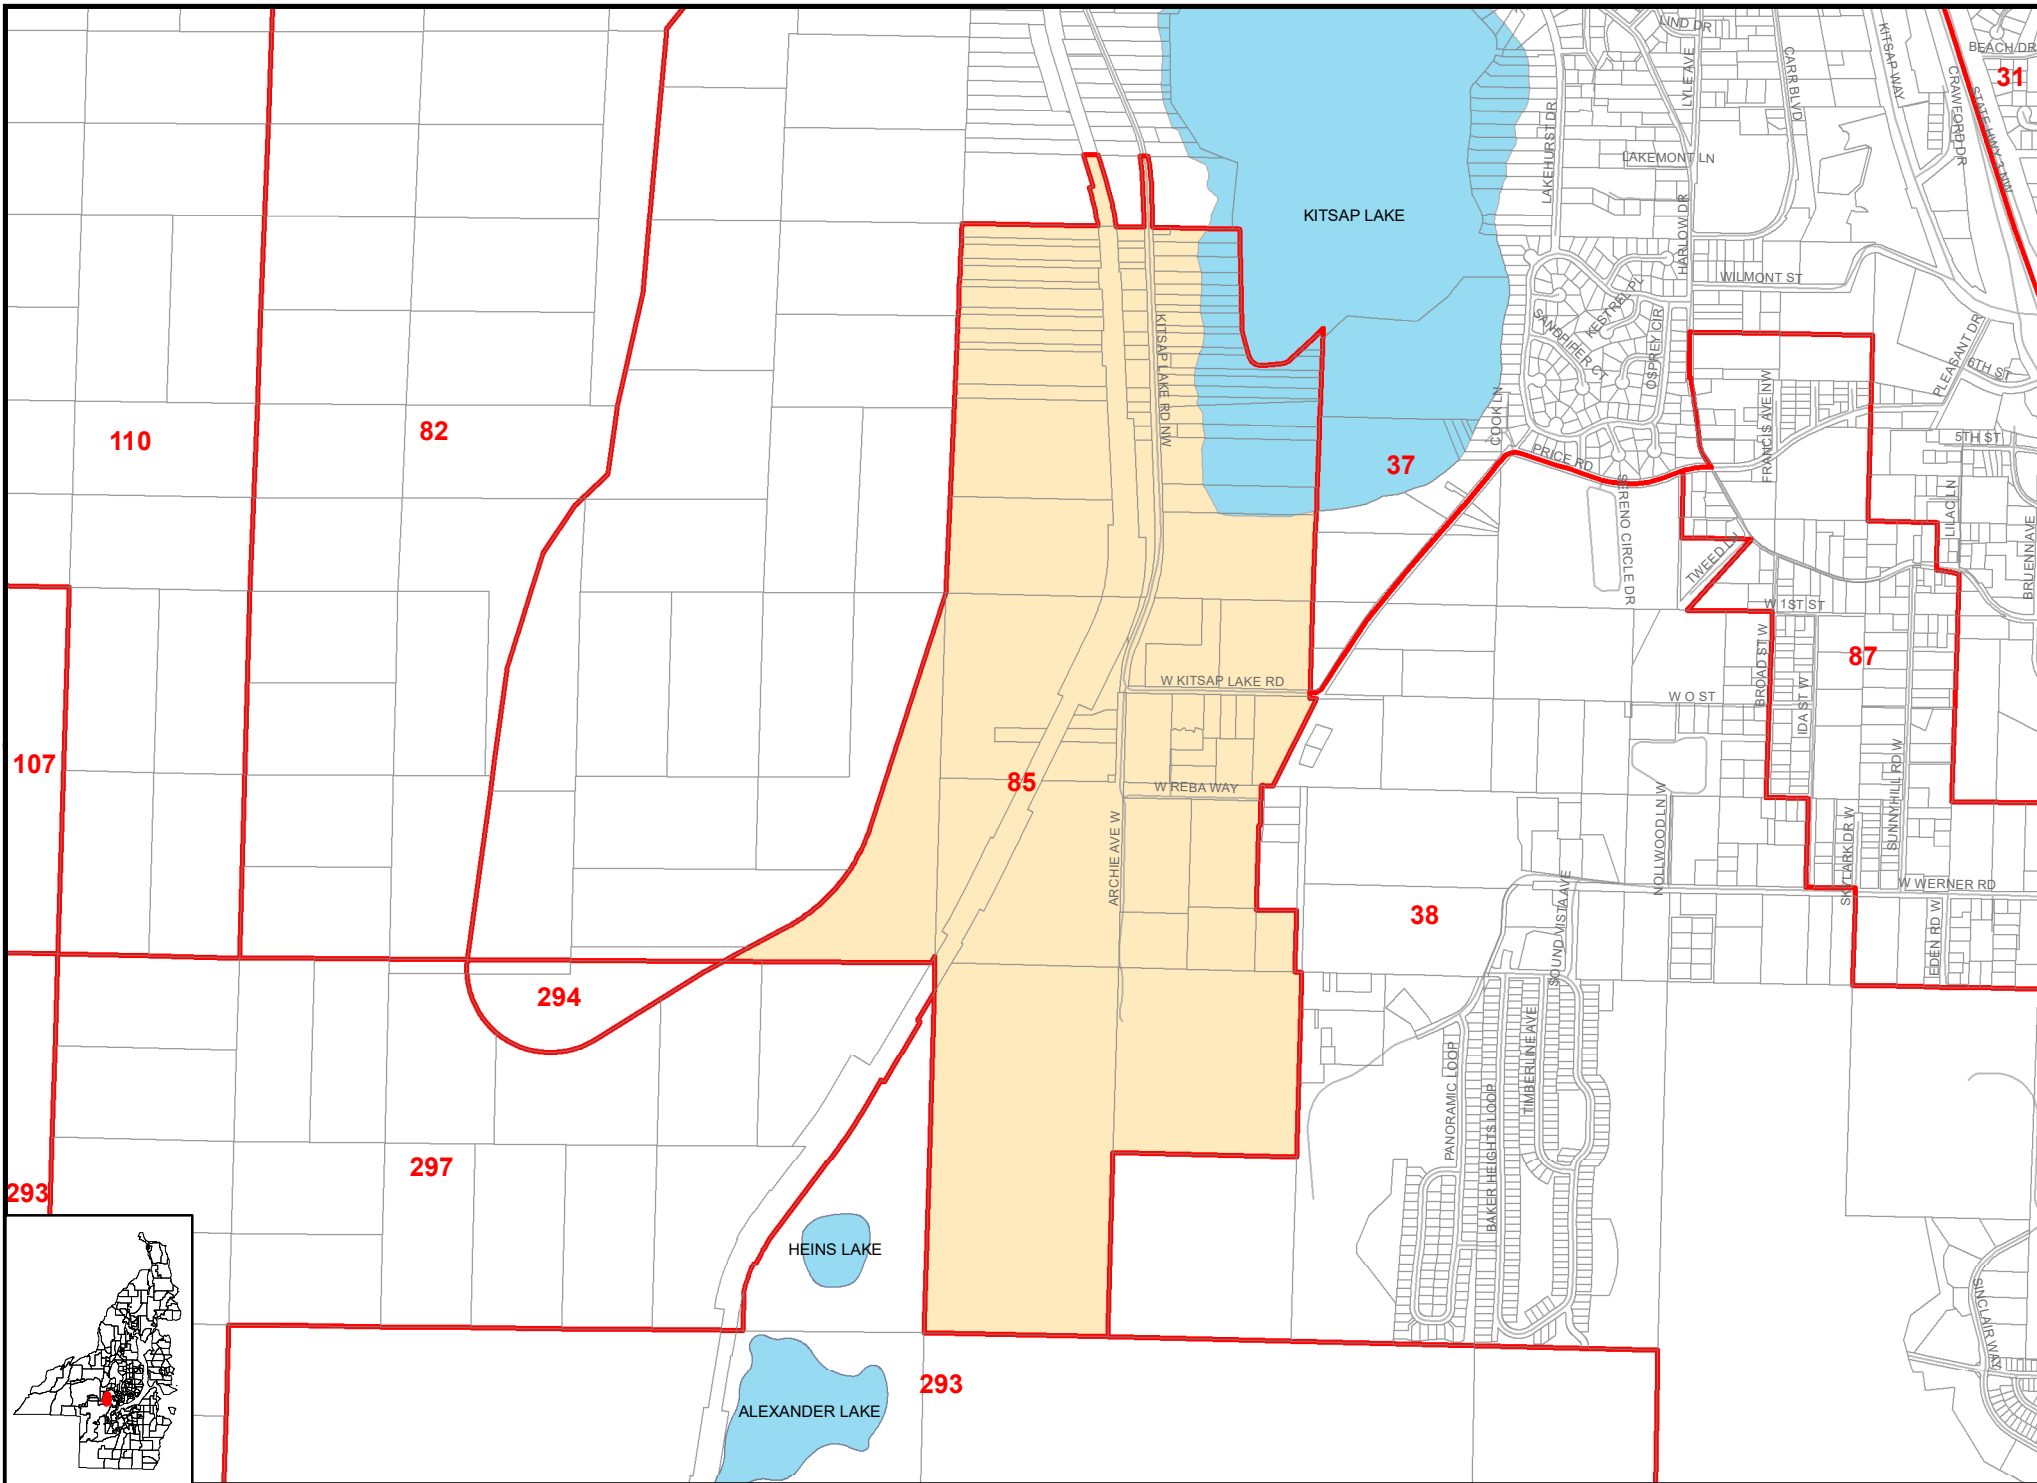 LIND DR
BEACH DR
31
KITSAP WAY
CRAWFORD DR
STATE HWY 3 NW
LYLE AVE
CARR BLVD
LAKEHURST DR
LAKEMONT LN
KITSAP LAKE
HARLOW DR
WILMONT ST
KESTREL PL
SANDPIPER CT
OSPREY CIR
PLEASANT DR
6TH ST
KITSAP LAKE RD NW
COOK LN
FRANCIS AVE NW
110
82
37
PRICE RD
5TH ST
SERENO CIRCLE DR
LILAC LN
TWEED LN
BRUENN AVE
W 1ST ST
BROAD ST W
87
W KITSAP LAKE RD
W O ST
IDA ST W
107
85
W REBA WAY
SUNNYHILL RD W
NOLLWOOD LN W
SKYLARK DR W
ARCHIE AVE W
W WERNER RD
38
SOUND VISTA AVE
EDEN RD W
294
TIMBERLINE AVE
PANORAMIC LOOP
BAKER HEIGHTS LOOP
297
293
HEINS LAKE
SINCLAIR WAY
293
ALEXANDER LAKE